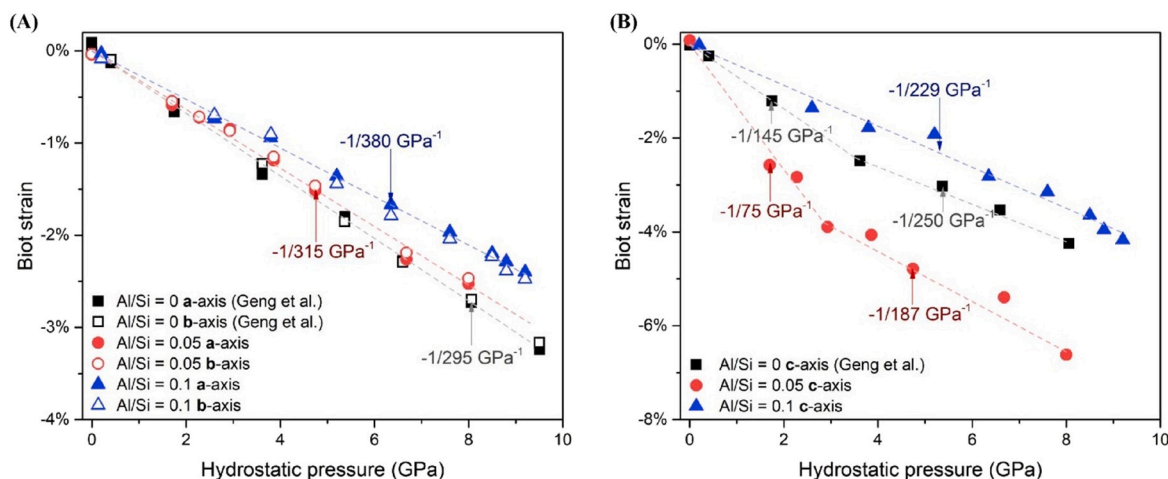 (A)
0%
-1%
-2%
-3%
-4%
Biot strain
-1/380 GPa⁻¹
-1/315 GPa⁻¹
-1/295 GPa⁻¹
Al/Si = 0 a-axis (Geng et al.)
Al/Si = 0 b-axis (Geng et al.)
Al/Si = 0.05 a-axis
Al/Si = 0.05 b-axis
Al/Si = 0.1 a-axis
Al/Si = 0.1 b-axis
0 2 4 6 8 10
Hydrostatic pressure (GPa)
(B)
0%
-2%
-4%
-6%
-8%
Biot strain
-1/229 GPa⁻¹
-1/145 GPa⁻¹
-1/75 GPa⁻¹
-1/250 GPa⁻¹
-1/187 GPa⁻¹
Al/Si = 0 c-axis (Geng et al.)
Al/Si = 0.05 c-axis
Al/Si = 0.1 c-axis
0 2 4 6 8 10
Hydrostatic pressure (GPa)